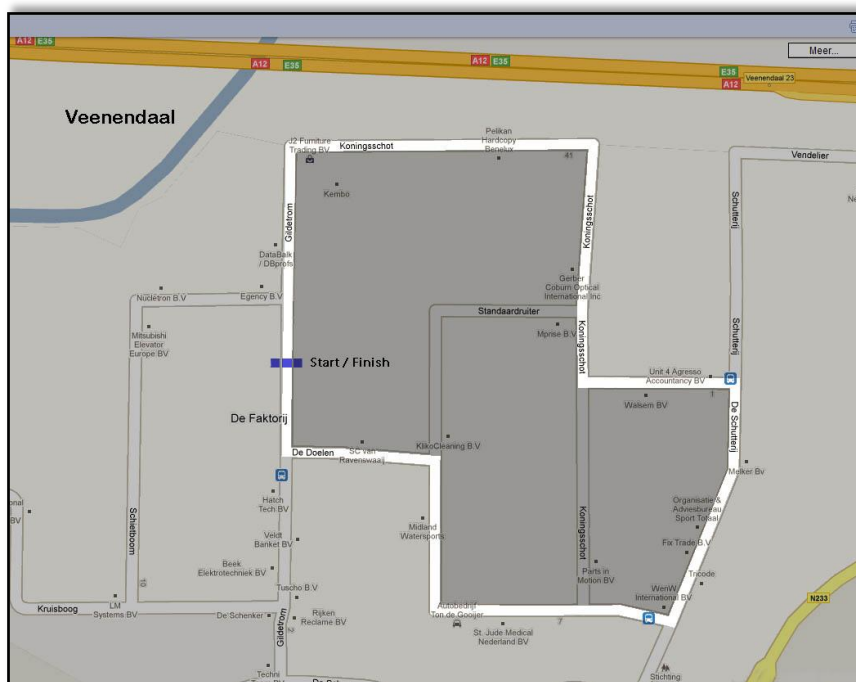 A12 E35
Meer...
A12 E35
E35
Veenendaal 23
A12
Veenendaal
Pelikan
Hardcopy
Benelux
J2 Furniture
Trading BV
Koningsschot
41
Vendelier
Kembo
Schutterij
Gildetrom
Koningsschot
DataBalk
/ DBprofs
Gerber
Coburn Optical
International Inc
Nucletron B.V
Egency B.V
Standaardruiter
Mitsubishi
Elevator
Europe BV
Mprise B.V
Koningsschot
Schutterij
Start / Finish
Unit 4 Agresso
Accountancy BV
1
Walsem BV
De Faktorij
De Schutterij
KlikoCleaning B.V
De Doelen
SC van
Ravenswaaij
Melker Bv
Hatch
Tech BV
Organisatie &
Adviesbureau
Sport Totaal
Schietboom
Midland
Watersports
Koningsschot
Veldt
Banket BV
Fix Trade B.V
Beek
Elektrotechniek BV
Parts in
Motion BV
Tricode
10
Tuscho B.V
WenW
International BV
N233
Kruisboog
LM
Systems BV
De Schenker
Rijken
Reclame BV
Autobedrijf
Ton de Gooijer
7
2
Gildetrom
St. Jude Medical
Nederland BV
Techni
Stichting